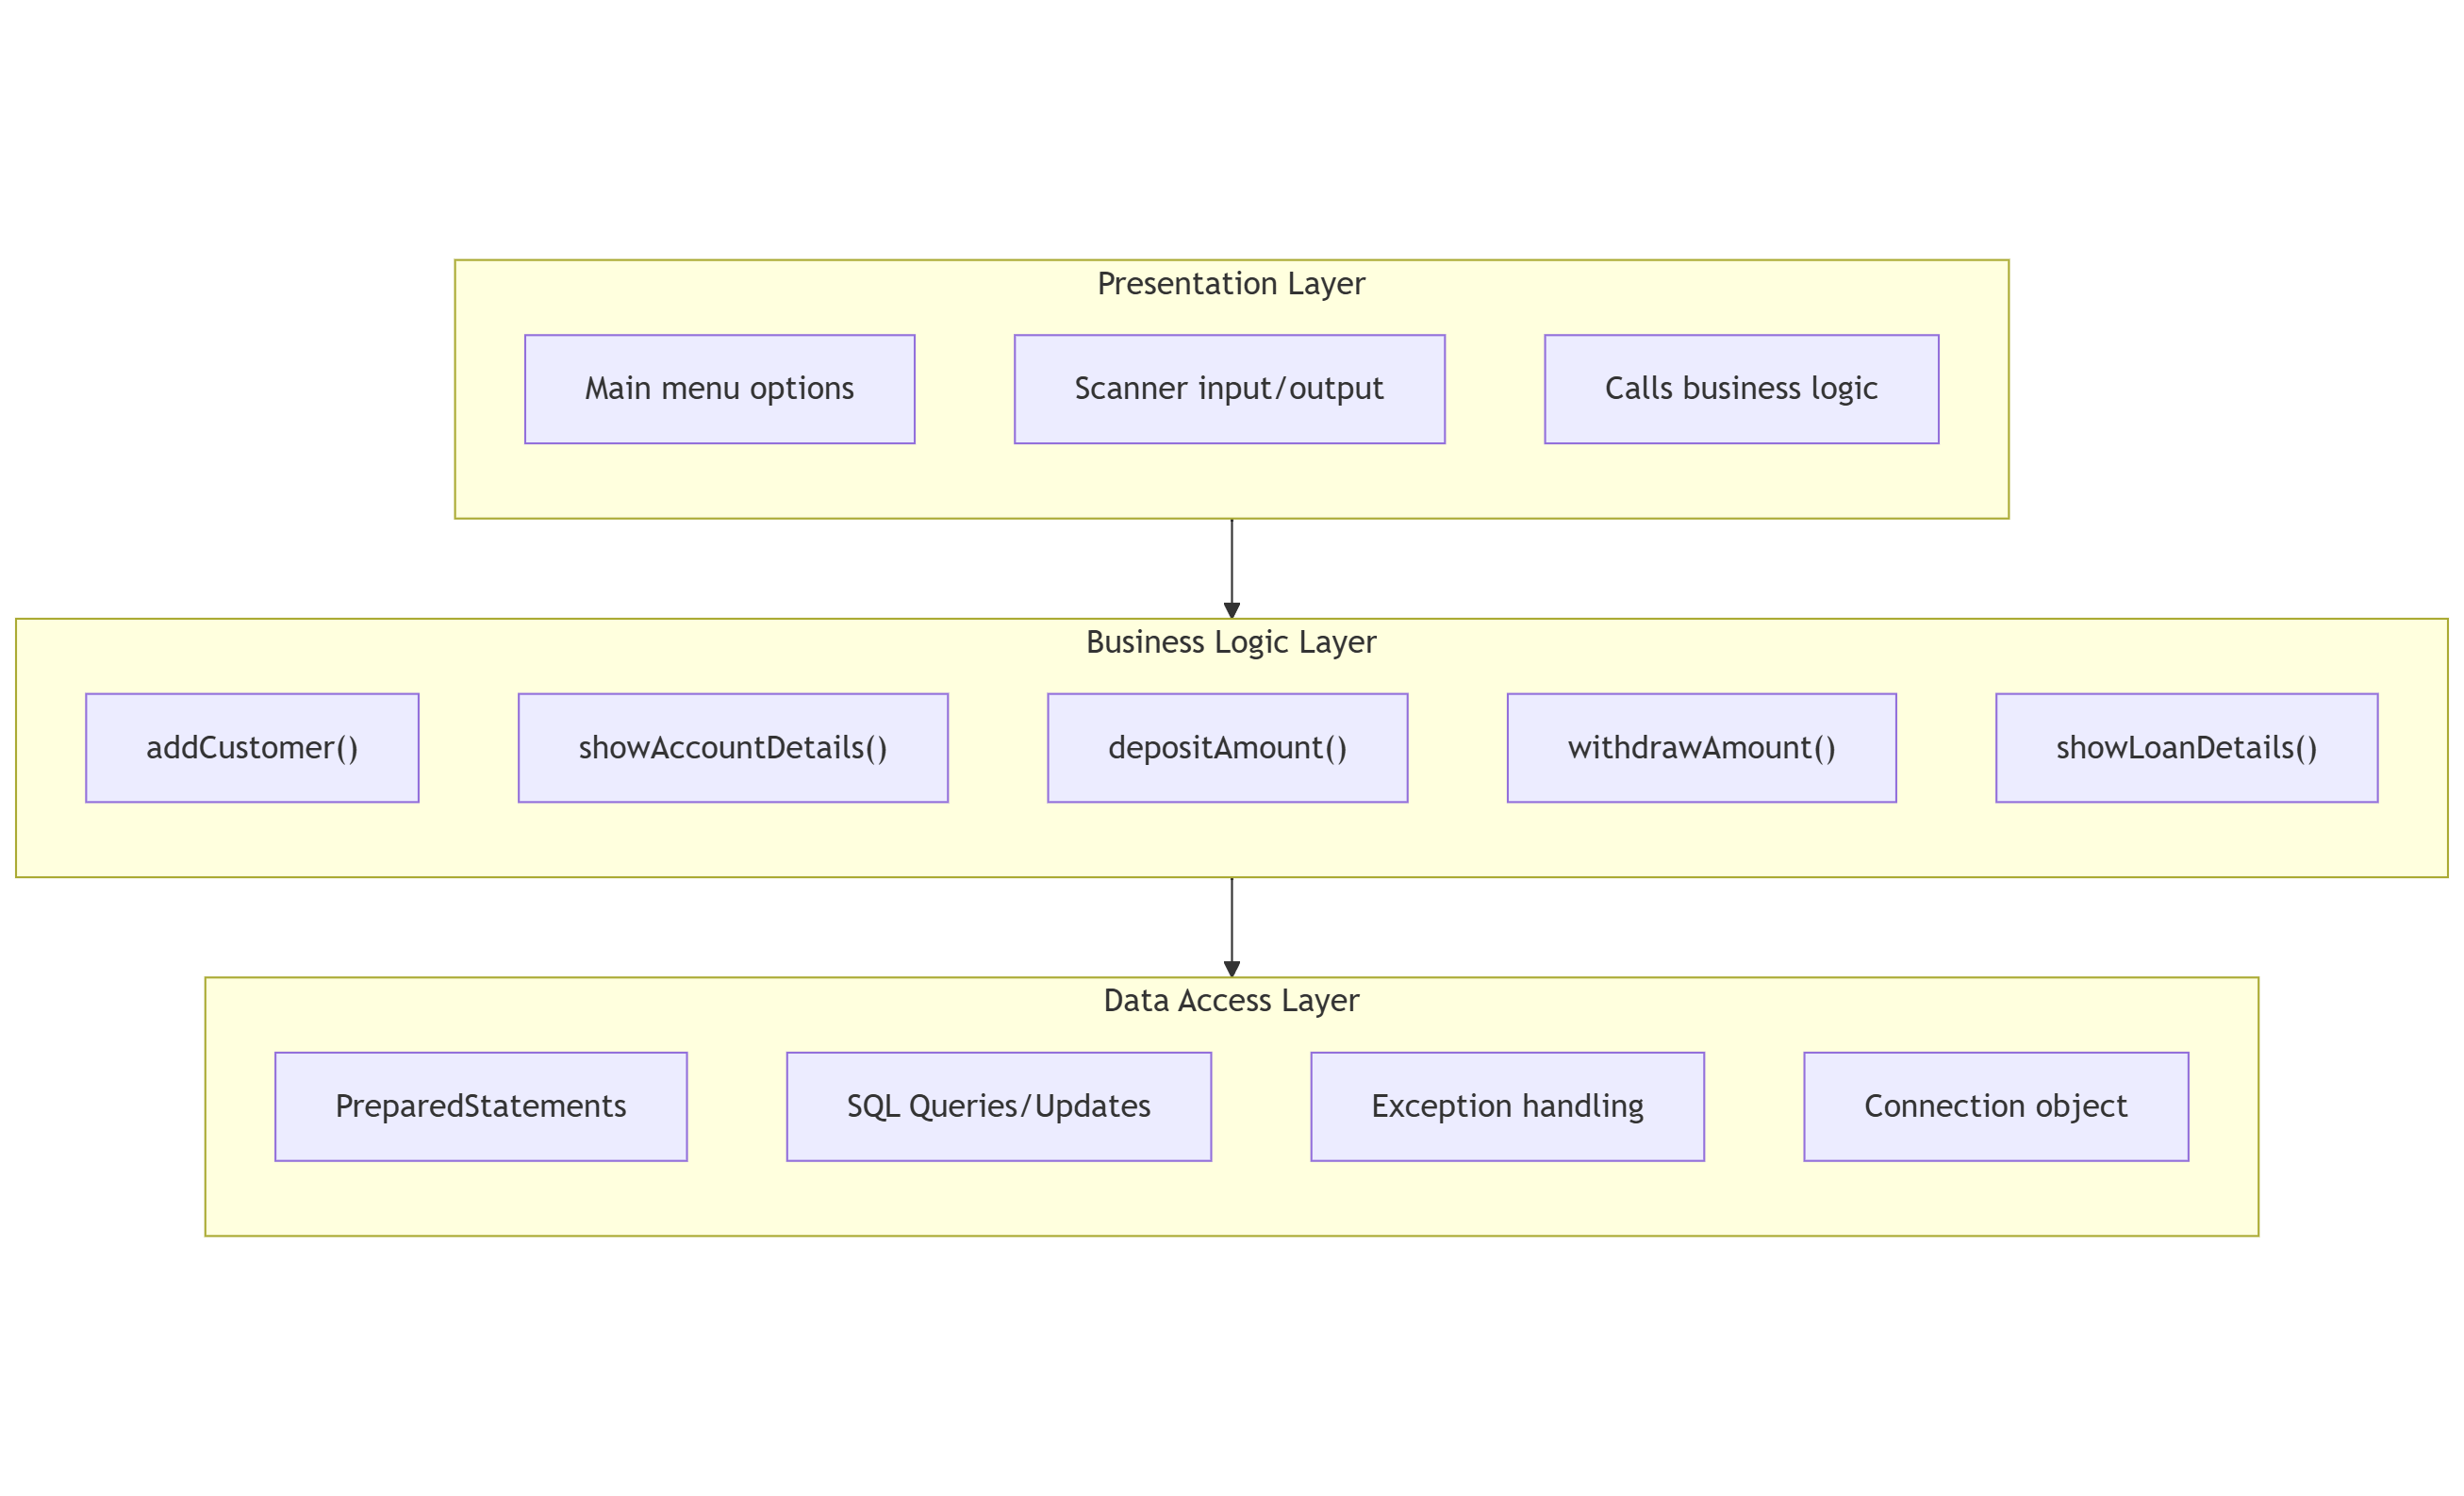 Presentation Layer
Main menu options
Scanner input/output
Calls business logic
Business Logic Layer
addCustomer()
showAccountDetails()
depositAmount()
withdrawAmount()
showLoanDetails()
Data Access Layer
PreparedStatements
SQL Queries/Updates
Exception handling
Connection object